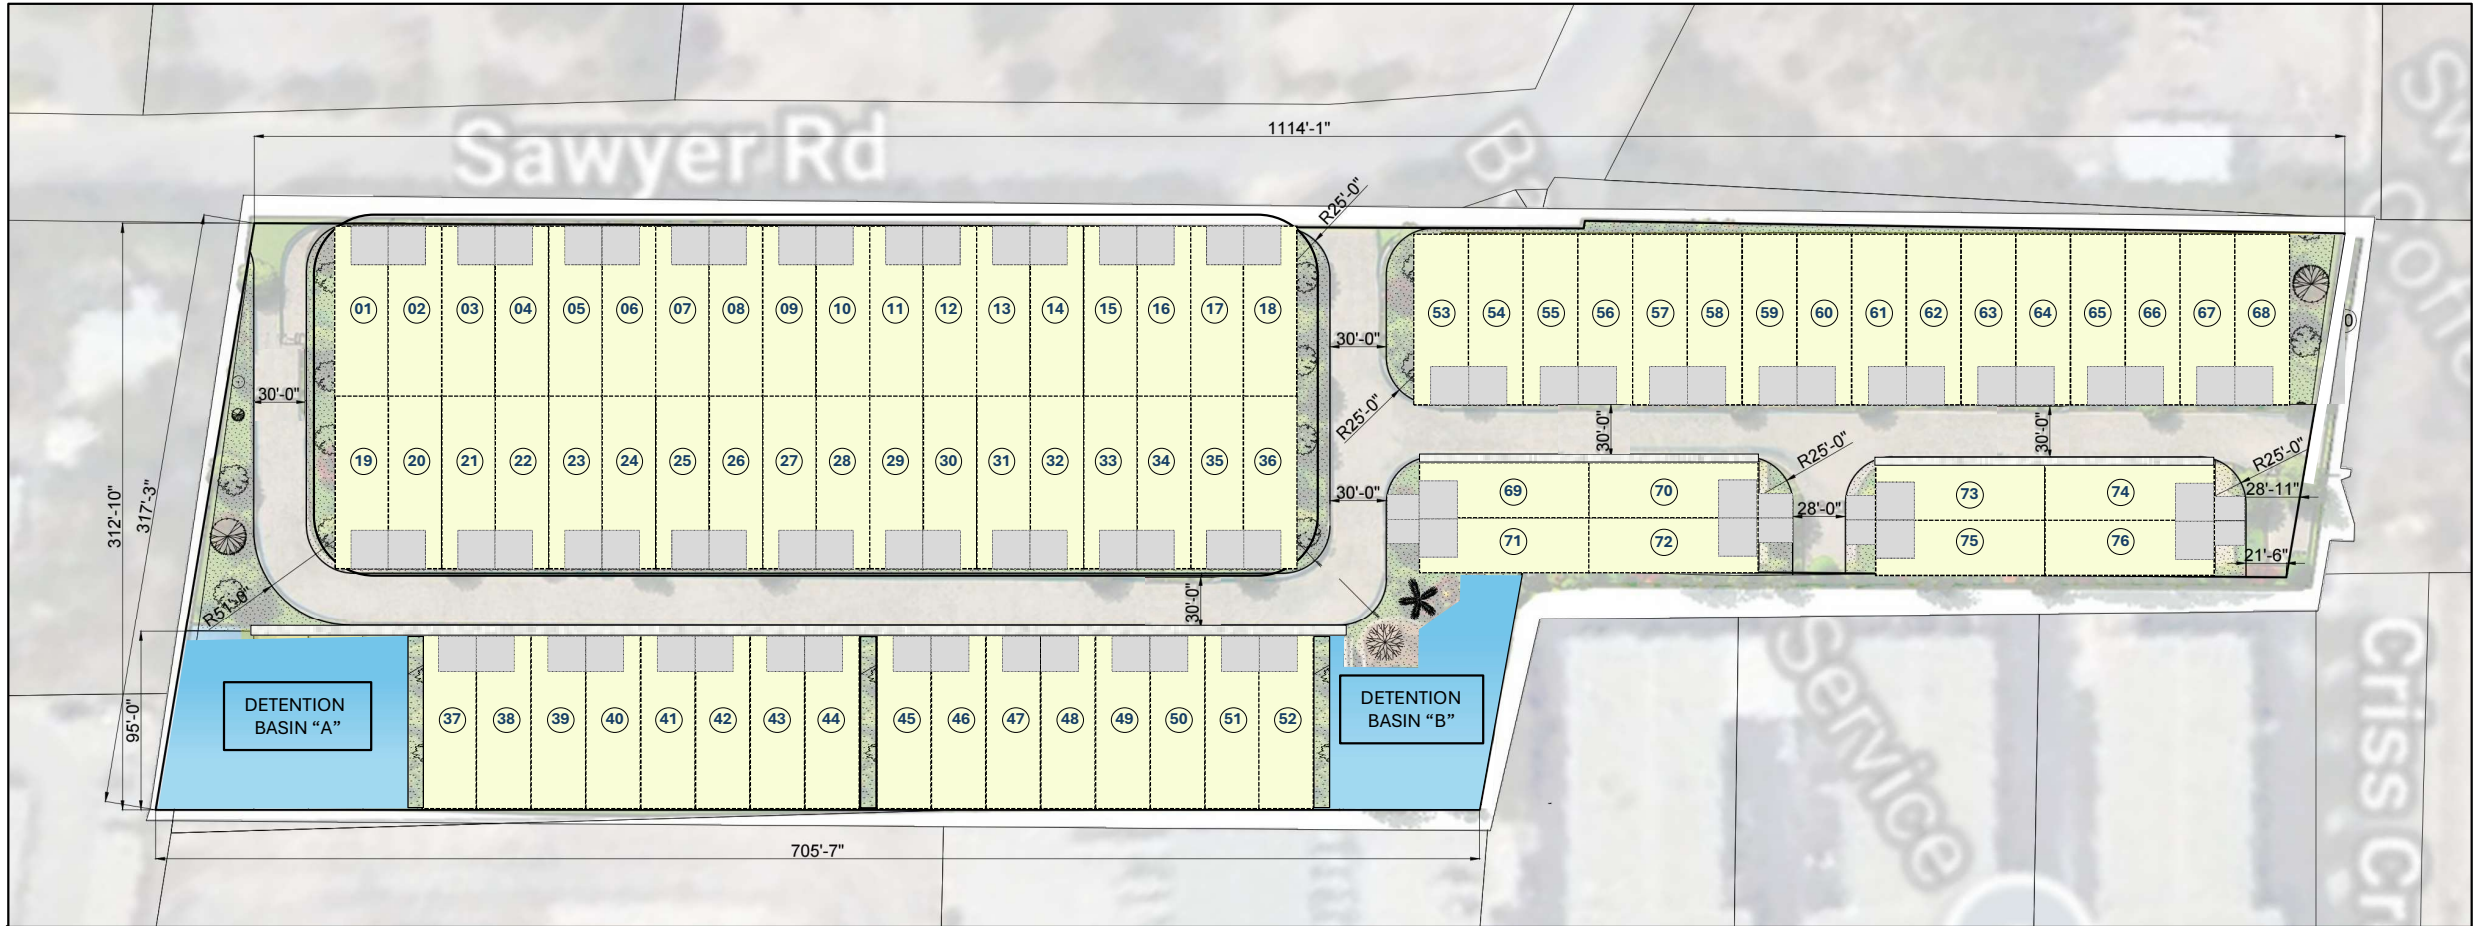 1114'-1"
Sawyer Rd
R25'-0"
01 02 03 04 05 06 07 08 09 10 11 12 13 14 15 16 17 18
53 54 55 56 57 58 59 60 61 62 63 64 65 66 67 68
30'-0"
30'-0"
R25'-0"
30'-0"
30'-0"
R25'-0"
R25'-0"
19 20 21 22 23 24 25 26 27 28 29 30 31 32 33 34 35 36
30'-0"
69 70
71 72
28'-0"
73 74
75 76
28'-11"
21'-6"
312'-10"
317'-3"
R51'-0"
30'-0"
95'-0"
DETENTION
BASIN “A”
37 38 39 40 41 42 43 44 45 46 47 48 49 50 51 52
DETENTION
BASIN “B”
705'-7"
Service
Criss Cr